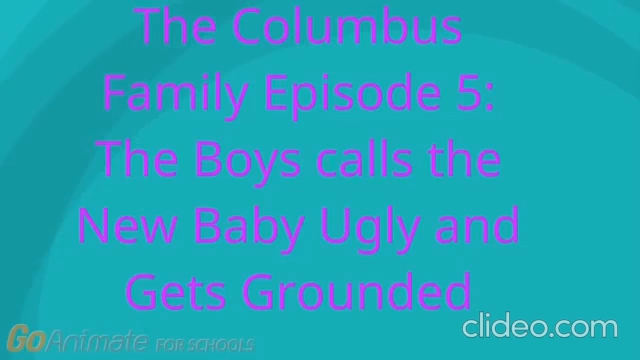 The Columbus
Family Episode 5:
The Boys calls the
New Baby Ugly and
Gets Grounded
GoAnimate FOR SCHOOLS
clideo.com